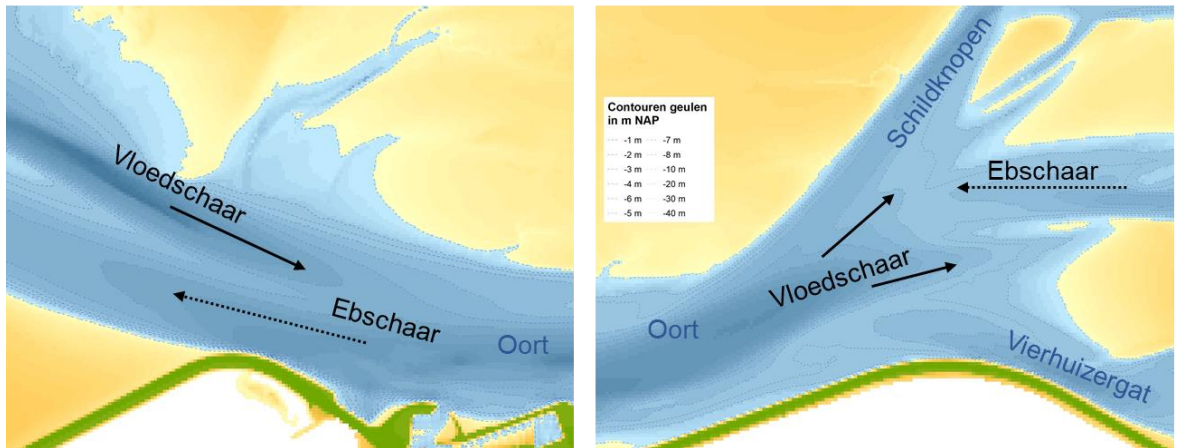 Vloedschaar
Ebschaar
Oort
Schildknopen
Contouren geulen
in m NAP
-1 m -7 m
-2 m -8 m
-3 m -10 m
-4 m -20 m
-6 m -30 m
-5 m -40 m
Ebschaar
Vloedschaar
Oort
Vierhuizergat